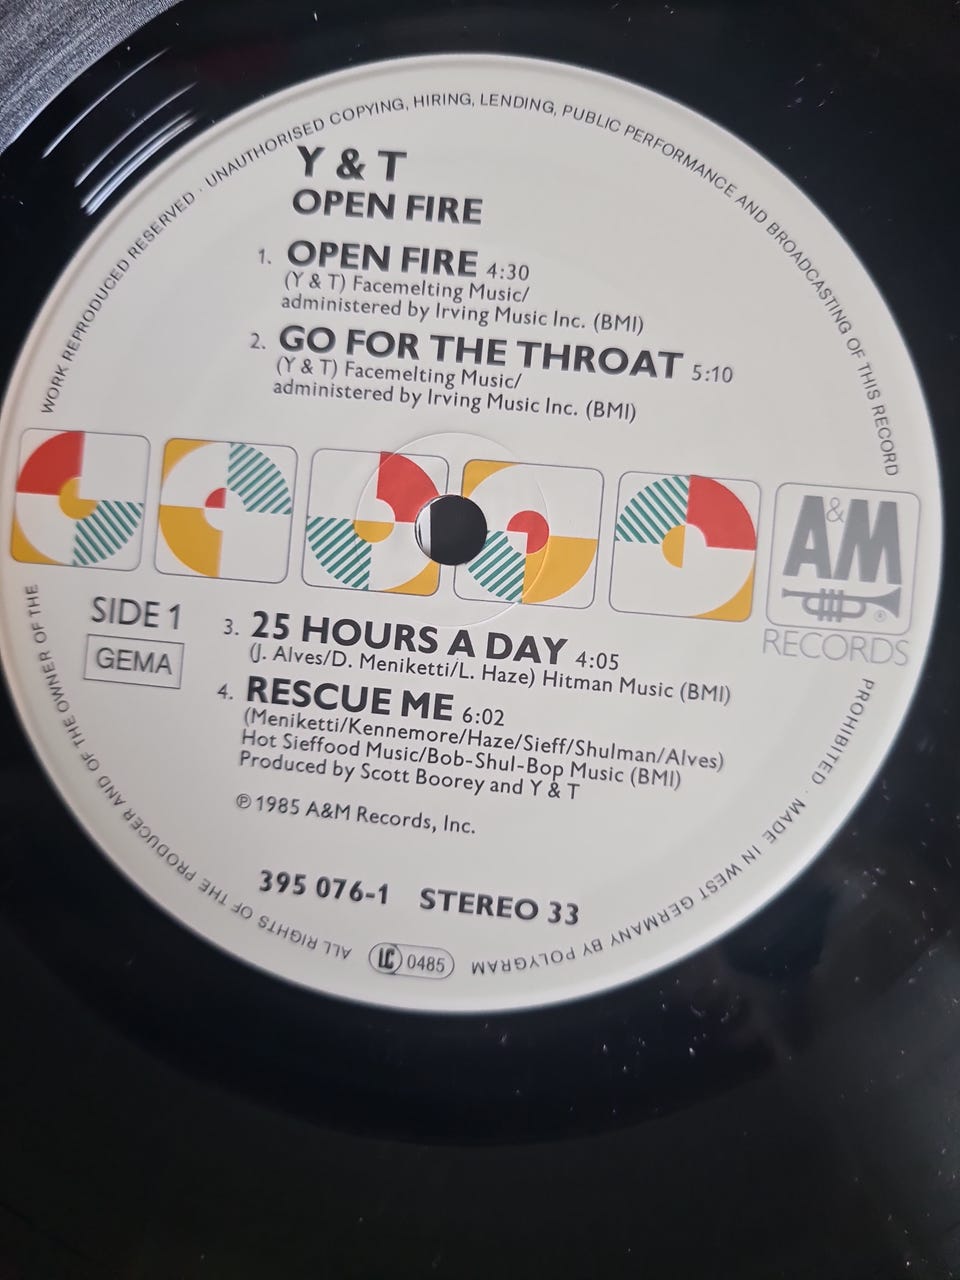 WORK REPRODUCED RESERVED · UNAUTHORISED COPYING, HIRING, LENDING, PUBLIC PERFORMANCE AND BROADCASTING OF THIS RECORD
Y & T
OPEN FIRE
1. OPEN FIRE 4:30
(Y & T) Facemelting Music/
administered by Irving Music Inc. (BMI)
2. GO FOR THE THROAT 5:10
(Y & T) Facemelting Music/
administered by Irving Music Inc. (BMI)
A&M
®
RECORDS
SIDE 1
GEMA
3. 25 HOURS A DAY 4:05
(J. Alves/D. Meniketti/L. Haze) Hitman Music (BMI)
4. RESCUE ME 6:02
(Meniketti/Kennemore/Haze/Sieff/Shulman/Alves)
Hot Sieffood Music/Bob-Shul-Bop Music (BMI)
Produced by Scott Boorey and Y & T
℗ 1985 A&M Records, Inc.
395 076-1 STEREO 33
PROHIBITED · MADE IN WEST GERMANY BY POLYGRAM
LC 0485
ALL RIGHTS OF THE PRODUCER AND OF THE OWNER OF THE